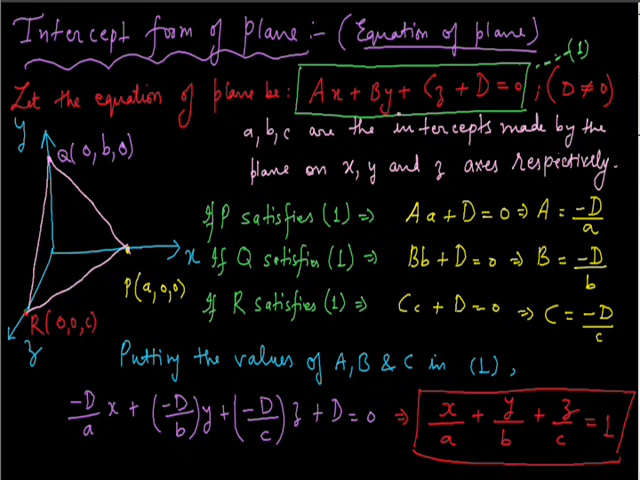 Intercept form of plane :- (Equation of plane)
Let the equation of plane be: Ax + By + Cz + D = 0 ; (D ≠ 0) (1)
a, b, c are the intercepts made by the
plane on x, y and z axes respectively.
y
Q(0, b, 0)
x
P(a, 0, 0)
R(0, 0, c)
z
If P satisfies (1) ⇒ Aa + D = 0 ⇒ A = -D/a
If Q satisfies (1) ⇒ Bb + D = 0 ⇒ B = -D/b
If R satisfies (1) ⇒ Cc + D = 0 ⇒ C = -D/c
Putting the values of A, B & C in (1),
-D/a x + (-D/b) y + (-D/c) z + D = 0 ⇒ x/a + y/b + z/c = 1